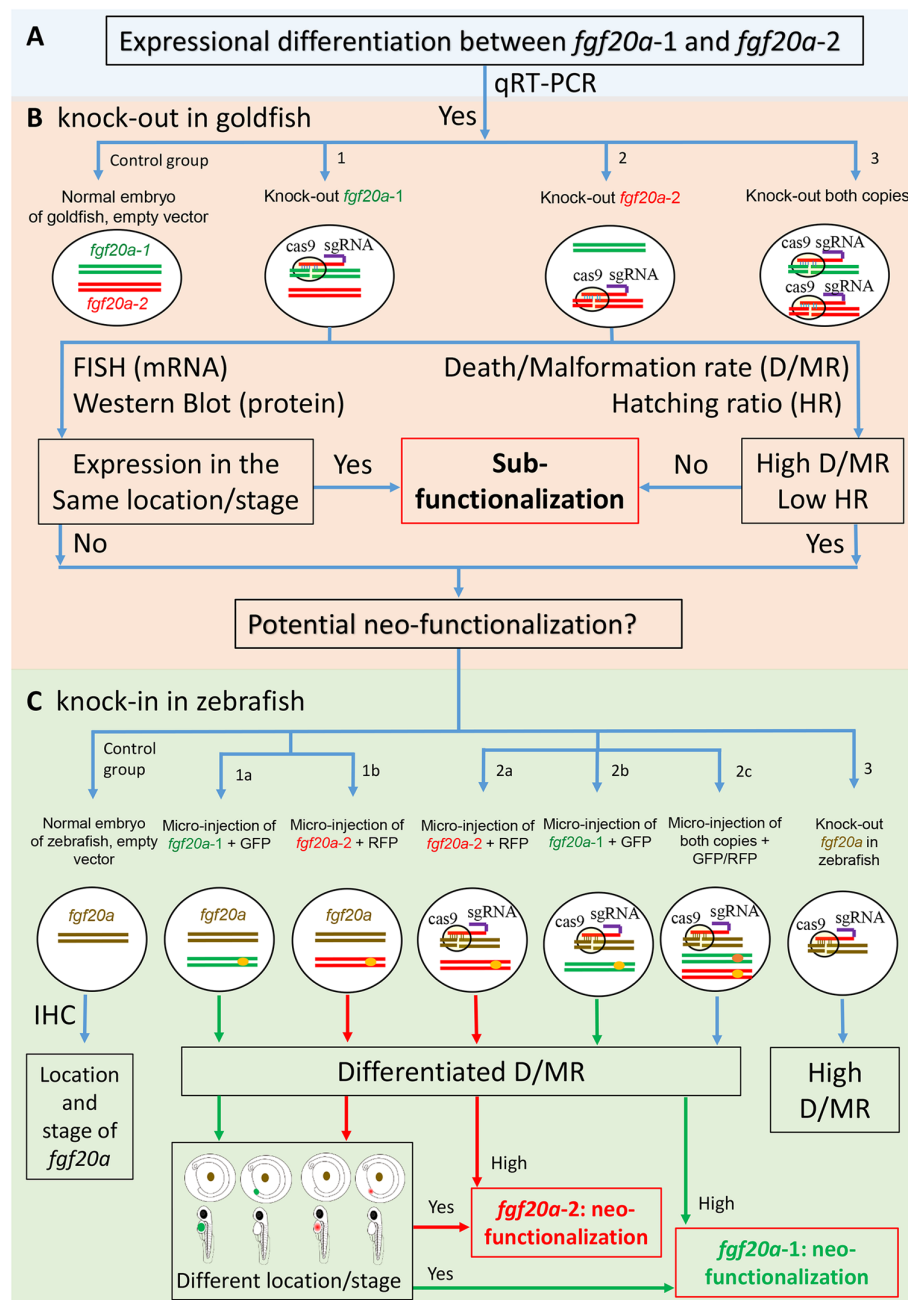 A
Expressional differentiation between fgf20a-1 and fgf20a-2
qRT-PCR
Yes
B knock-out in goldfish
Control group
1
2
3
Normal embryo
of goldfish, empty vector
Knock-out fgf20a-1
Knock-out fgf20a-2
Knock-out both copies
fgf20a-1
fgf20a-2
cas9 sgRNA
cas9 sgRNA
cas9 sgRNA
cas9 sgRNA
FISH (mRNA)
Western Blot (protein)
Death/Malformation rate (D/MR)
Hatching ratio (HR)
Expression in the
Same location/stage
Yes
Sub-
functionalization
No
High D/MR
Low HR
No
Yes
Potential neo-functionalization?
C knock-in in zebrafish
Control
group
1a
1b
2a
2b
2c
3
Normal embryo
of zebrafish, empty
vector
Micro-injection of
fgf20a-1 + GFP
Micro-injection of
fgf20a-2 + RFP
Micro-injection of
fgf20a-2 + RFP
Micro-injection of
fgf20a-1 + GFP
Micro-injection of
both copies +
GFP/RFP
Knock-out
fgf20a in
zebrafish
fgf20a
fgf20a
fgf20a
cas9 sgRNA
cas9 sgRNA
cas9 sgRNA
cas9 sgRNA
IHC
Location
and
stage of
fgf20a
Differentiated D/MR
High
D/MR
High
High
Different location/stage
Yes
Yes
fgf20a-2: neo-
functionalization
fgf20a-1: neo-
functionalization